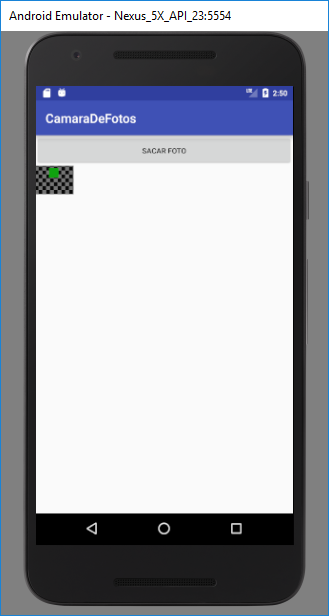 Android Emulator - Nexus_5X_API_23:5554
2:50
CamaraDeFotos
SACAR FOTO